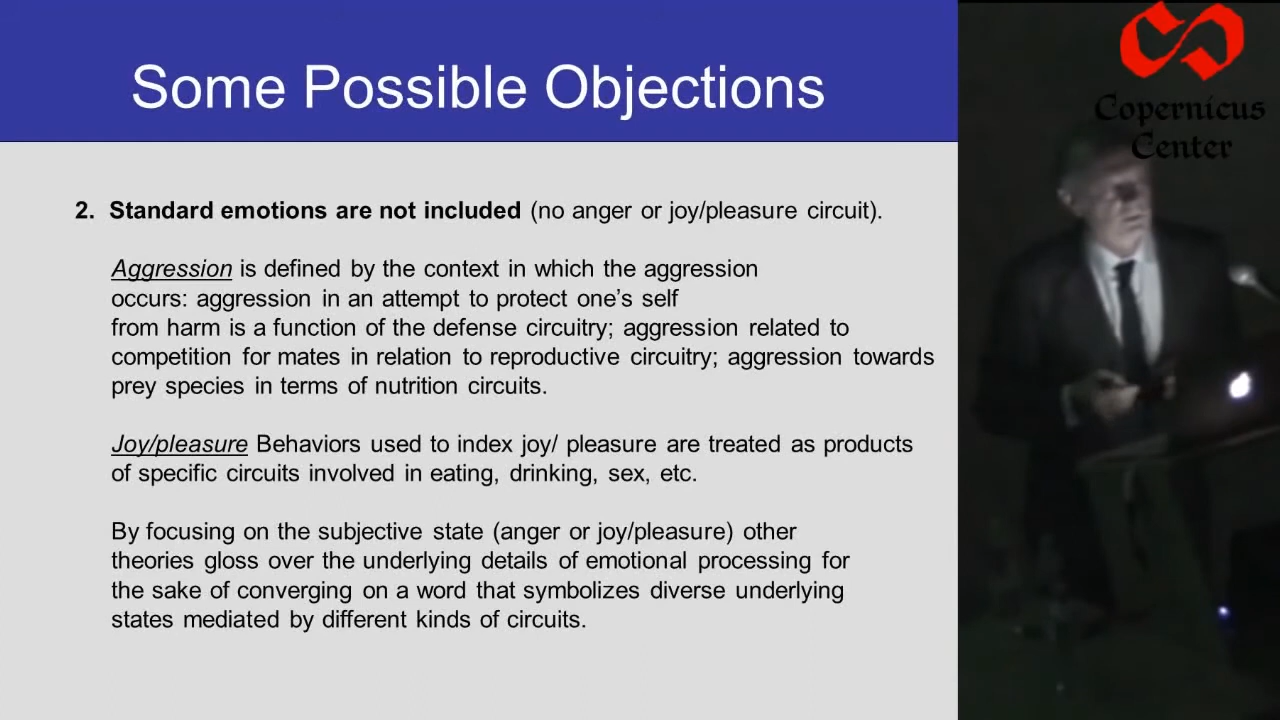 Some Possible Objections
2. Standard emotions are not included (no anger or joy/pleasure circuit).
Aggression is defined by the context in which the aggression
occurs: aggression in an attempt to protect one’s self
from harm is a function of the defense circuitry; aggression related to
competition for mates in relation to reproductive circuitry; aggression towards
prey species in terms of nutrition circuits.
Joy/pleasure Behaviors used to index joy/ pleasure are treated as products
of specific circuits involved in eating, drinking, sex, etc.
By focusing on the subjective state (anger or joy/pleasure) other
theories gloss over the underlying details of emotional processing for
the sake of converging on a word that symbolizes diverse underlying
states mediated by different kinds of circuits.
Copernicus
Center